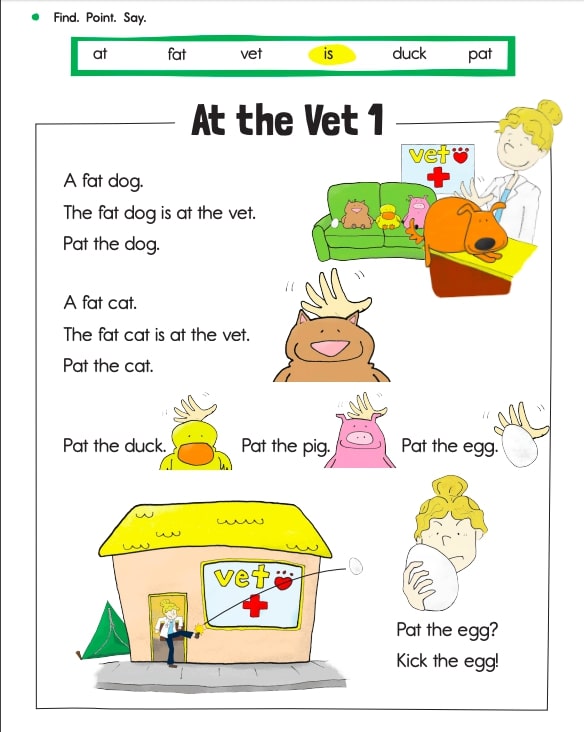 Find. Point. Say.
at fat vet is duck pat
At the Vet 1
vet
A fat dog.
The fat dog is at the vet.
Pat the dog.
A fat cat.
The fat cat is at the vet.
Pat the cat.
Pat the duck. Pat the pig. Pat the egg.
vet
Pat the egg?
Kick the egg!